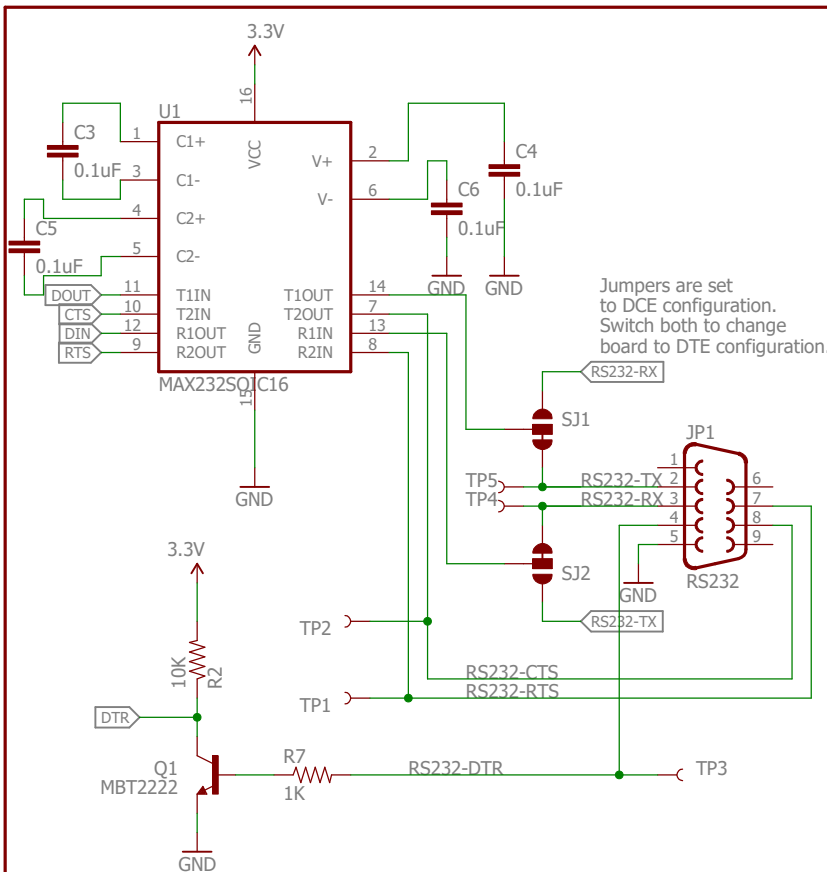 3.3V
16
U1
VCC
1
C1+
C3
0.1uF
3
C1-
4
C2+
C5
0.1uF
5
C2-
V+
2
C4
0.1uF
V-
6
C6
0.1uF
GND
GND
DOUT
11
T1IN
CTS
10
T2IN
DIN
12
R1OUT
RTS
9
R2OUT
GND
T1OUT
14
T2OUT
7
R1IN
13
R2IN
8
MAX232SOIC16
15
GND
Jumpers are set
to DCE configuration.
Switch both to change
board to DTE configuration.
RS232-RX
SJ1
JP1
TP5
RS232-TX
TP4
RS232-RX
1
2
3
4
5
6
7
8
9
RS232
GND
SJ2
RS232-TX
3.3V
10K
R2
TP2
TP1
RS232-CTS
RS232-RTS
DTR
Q1
MBT2222
R7
1K
RS232-DTR
TP3
GND